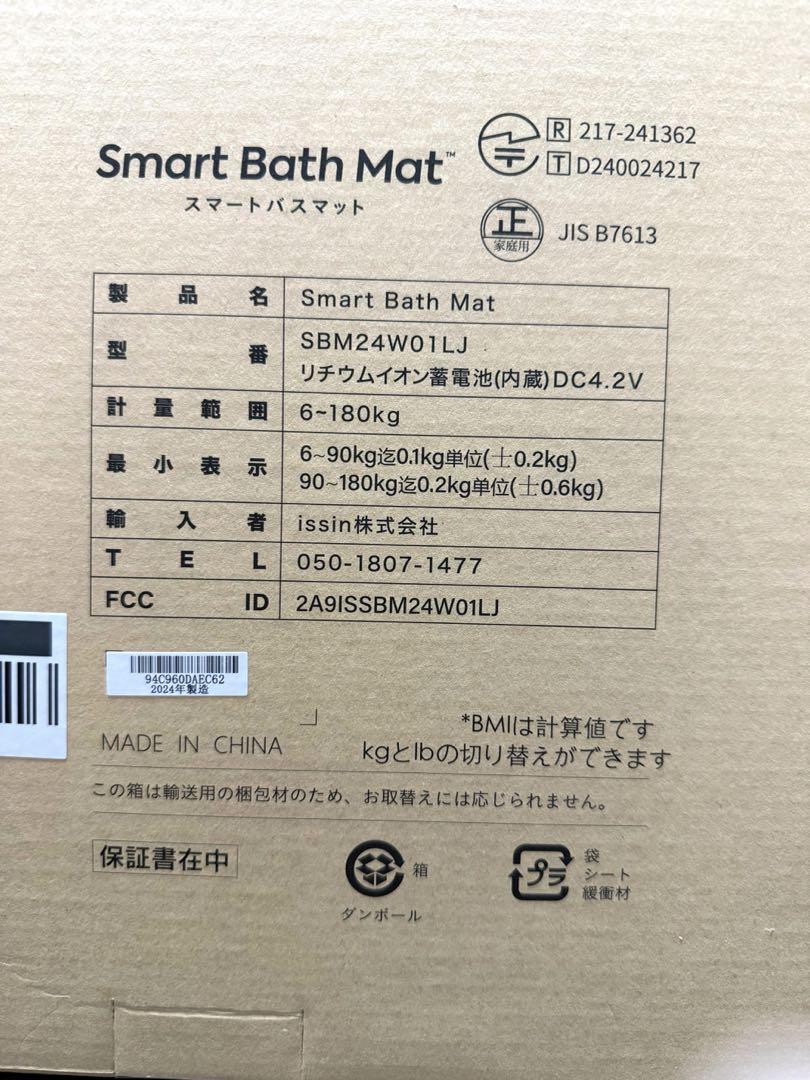 Smart Bath Mat™
スマートバスマット
R 217-241362
T D240024217
正 家庭用 JIS B7613
製品名 Smart Bath Mat
型番 SBM24W01LJ
リチウムイオン蓄電池(内蔵)DC4.2V
計量範囲 6~180kg
最小表示 6~90kg迄0.1kg単位(士0.2kg)
90~180kg迄0.2kg単位(士0.6kg)
輸入者 issin株式会社
TEL 050-1807-1477
FCC ID 2A9ISSBM24W01LJ
94C960DAEC62
2024年製造
*BMIは計算値です
MADE IN CHINA kgとlbの切り替えができます
この箱は輸送用の梱包材のため、お取替えには応じられません。
保証書在中
箱
ダンボール
プラ
袋
シート
緩衝材